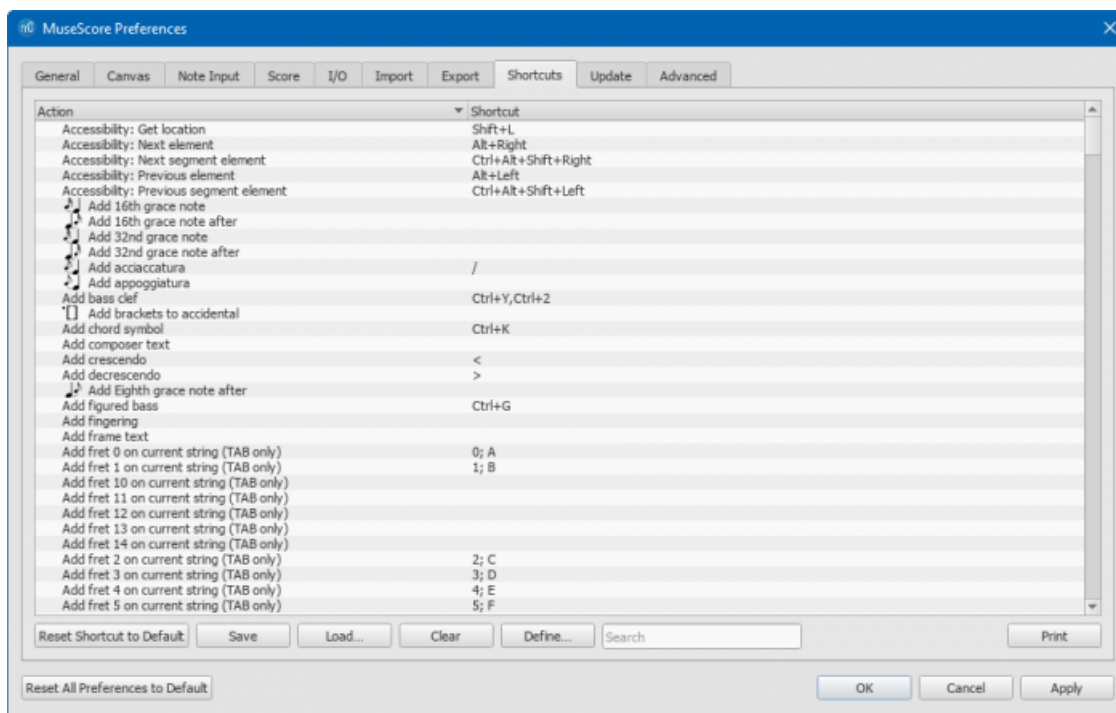 MuseScore Preferences
General Canvas Note Input Score I/O Import Export Shortcuts Update Advanced
Action Shortcut
Accessibility: Get location Shift+L
Accessibility: Next element Alt+Right
Accessibility: Next segment element Ctrl+Alt+Shift+Right
Accessibility: Previous element Alt+Left
Accessibility: Previous segment element Ctrl+Alt+Shift+Left
Add 16th grace note
Add 16th grace note after
Add 32nd grace note
Add 32nd grace note after
Add acciaccatura /
Add appoggiatura
Add bass clef Ctrl+Y,Ctrl+2
Add brackets to accidental
Add chord symbol Ctrl+K
Add composer text
Add crescendo <
Add decrescendo >
Add Eighth grace note after
Add figured bass Ctrl+G
Add fingering
Add frame text
Add fret 0 on current string (TAB only) 0; A
Add fret 1 on current string (TAB only) 1; B
Add fret 10 on current string (TAB only)
Add fret 11 on current string (TAB only)
Add fret 12 on current string (TAB only)
Add fret 13 on current string (TAB only)
Add fret 14 on current string (TAB only)
Add fret 2 on current string (TAB only) 2; C
Add fret 3 on current string (TAB only) 3; D
Add fret 4 on current string (TAB only) 4; E
Add fret 5 on current string (TAB only) 5; F
Reset Shortcut to Default Save Load... Clear Define... Search Print
Reset All Preferences to Default OK Cancel Apply